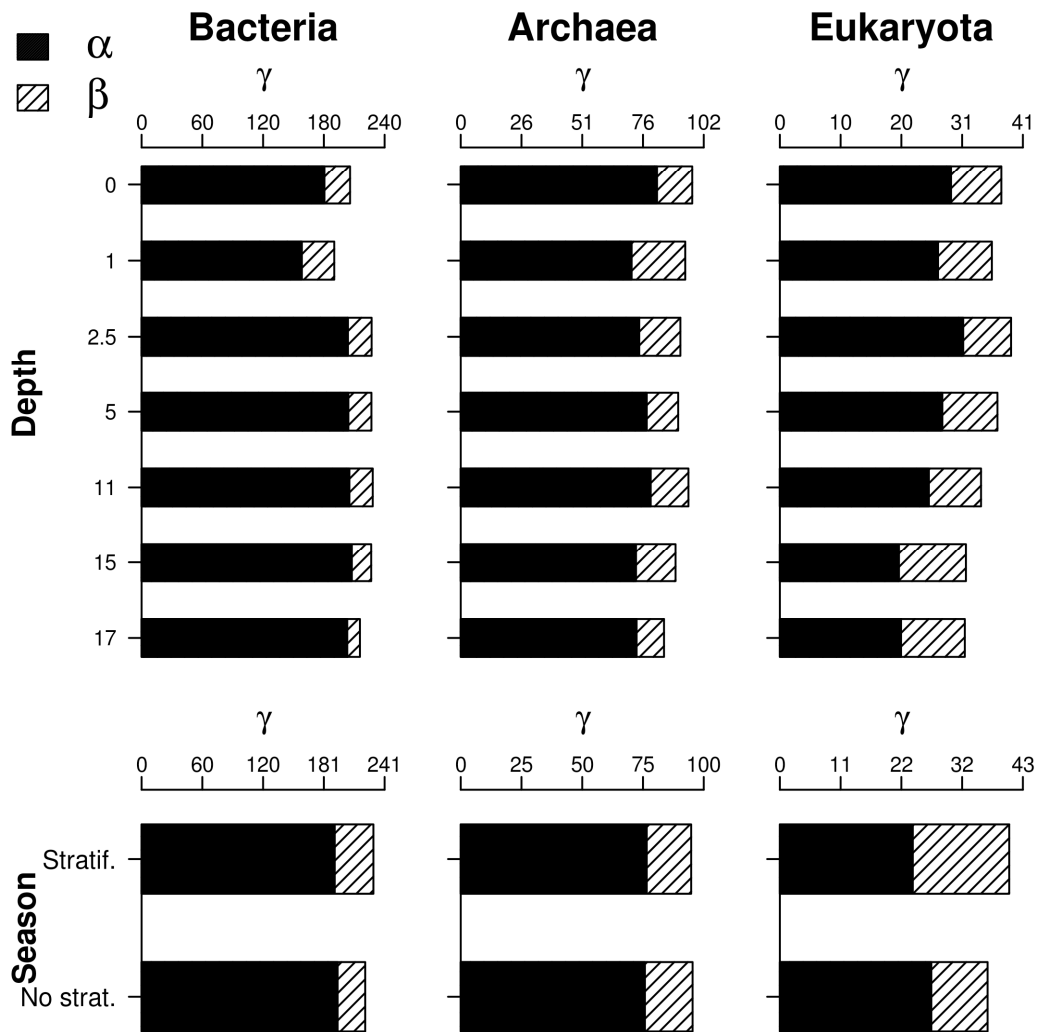 Bacteria Archaea Eukaryota
α
β
γ γ γ
0 60 120 180 240 0 26 51 76 102 0 10 20 31 41
Depth
0
1
2.5
5
11
15
17
γ γ γ
0 60 120 181 241 0 25 50 75 100 0 11 22 32 43
Season
Stratif.
No strat.